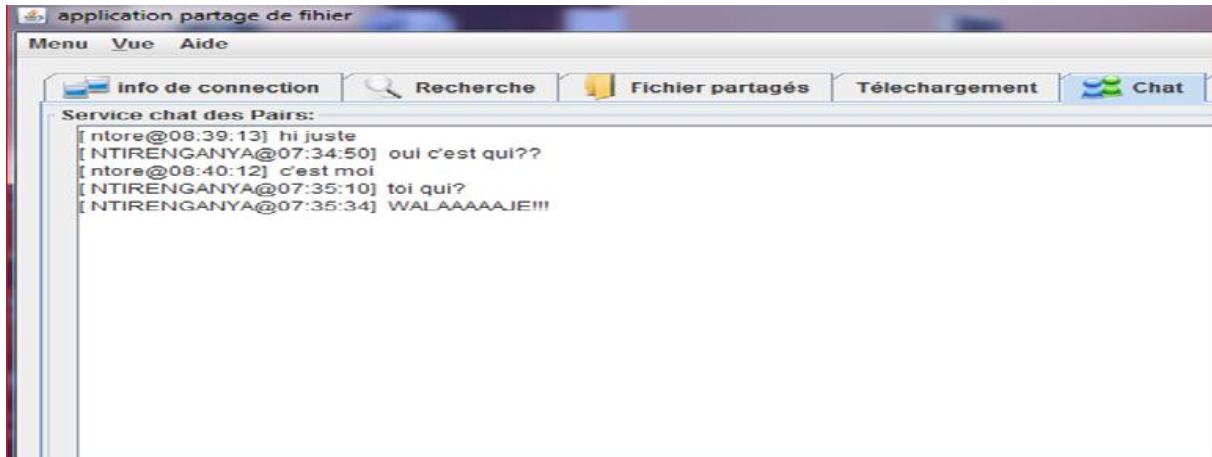 application partage de fihier
Menu Vue Aide
info de connection Recherche Fichier partagés Télechargement Chat
Service chat des Pairs:
[ ntore@08:39:13] hi juste
[ NTIRENGANYA@07:34:50] oui c'est qui??
[ ntore@08:40:12] c'est moi
[ NTIRENGANYA@07:35:10] toi qui?
[ NTIRENGANYA@07:35:34] WALAAAAAJE!!!